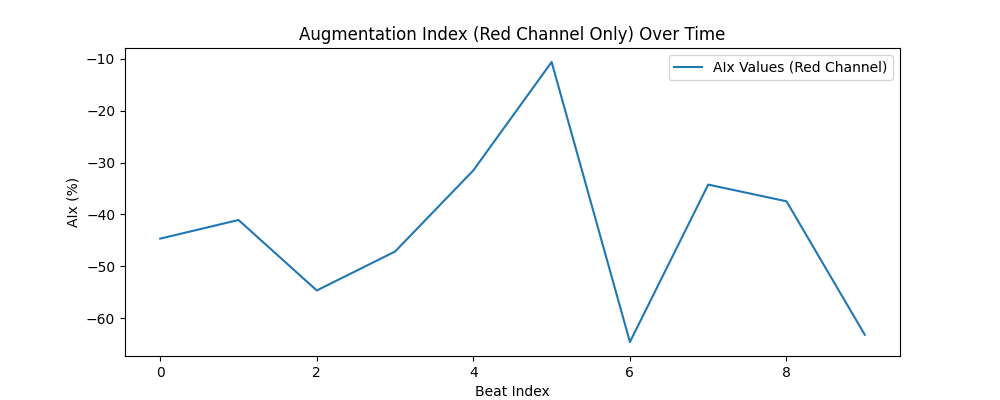 Augmentation Index (Red Channel Only) Over Time
AIx Values (Red Channel)
−10
−20
−30
−40
−50
−60
AIx (%)
0 2 4 6 8
Beat Index